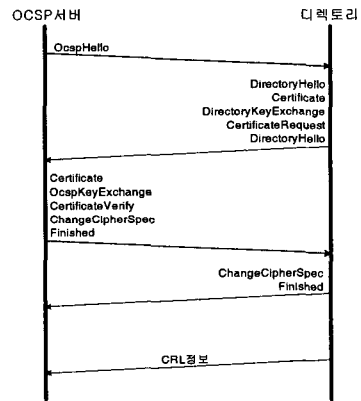 OCSP서버
디렉토리
OcspHello
DirectoryHello
Certificate
DirectoryKeyExchange
CertificateRequest
DirectoryHello
Certificate
OcspKeyExchange
CertificateVerify
ChangeCipherSpec
Finished
ChangeCipherSpec
Finished
CRL정보